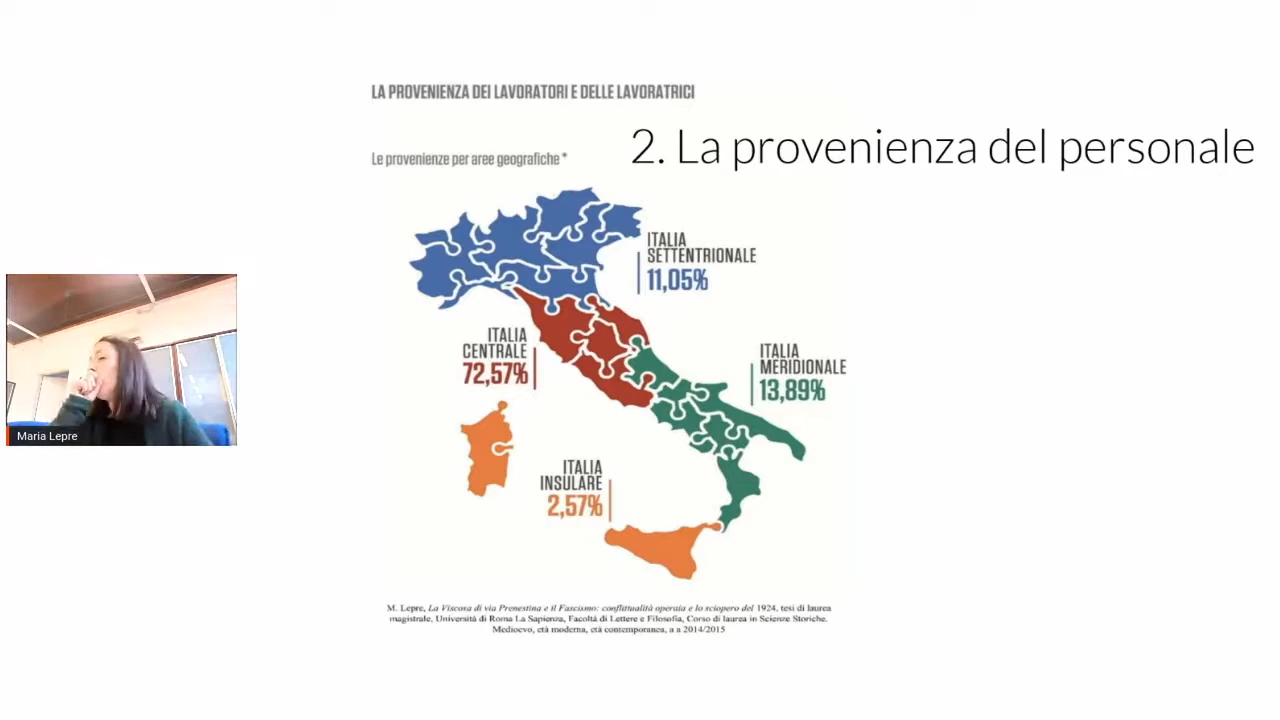 LA PROVENIENZA DEI LAVORATORI E DELLE LAVORATRICI
2. La provenienza del personale
Le provenienze per aree geografiche *
ITALIA
SETTENTRIONALE
11,05%
ITALIA
CENTRALE
72,57%
ITALIA
MERIDIONALE
13,89%
Maria Lepre
ITALIA
INSULARE
2,57%
M. Lepre, La Viscosa di via Prenestina e il Fascismo: conflittualità operaia e lo sciopero del 1924, tesi di laurea
magistrale, Università di Roma La Sapienza, Facoltà di Lettere e Filosofia, Corso di laurea in Scienze Storiche.
Medioevo, età moderna, età contemporanea, a a 2014/2015